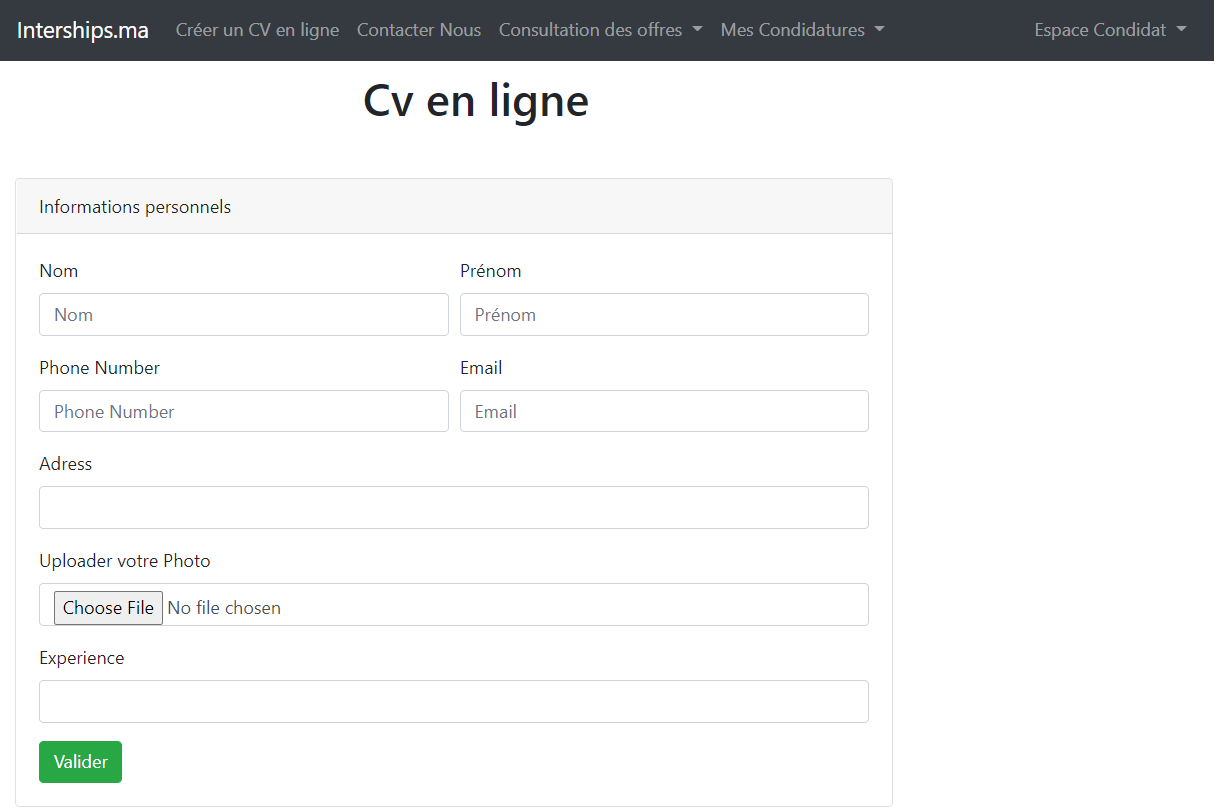 Interships.ma Créer un CV en ligne Contacter Nous Consultation des offres Mes Condidatures Espace Condidat
Cv en ligne
Informations personnels
Nom Prénom
Nom Prénom
Phone Number Email
Phone Number Email
Adress
Uploader votre Photo
Choose File No file chosen
Experience
Valider